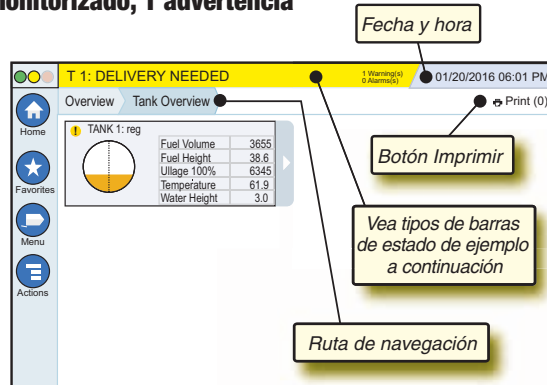 monitorizado, 1 advertencia
Fecha y hora
T 1: DELIVERY NEEDED
1 Warning(s)
0 Alarms(s)
01/20/2016 06:01 PM
Overview
Tank Overview
Print (0)
Home
TANK 1: reg
Fuel Volume 3655
Fuel Height 38.6
Ullage 100% 6345
Temperature 61.9
Water Height 3.0
Botón Imprimir
Favorites
Menu
Vea tipos de barras
de estado de ejemplo
a continuación
Actions
Ruta de navegación